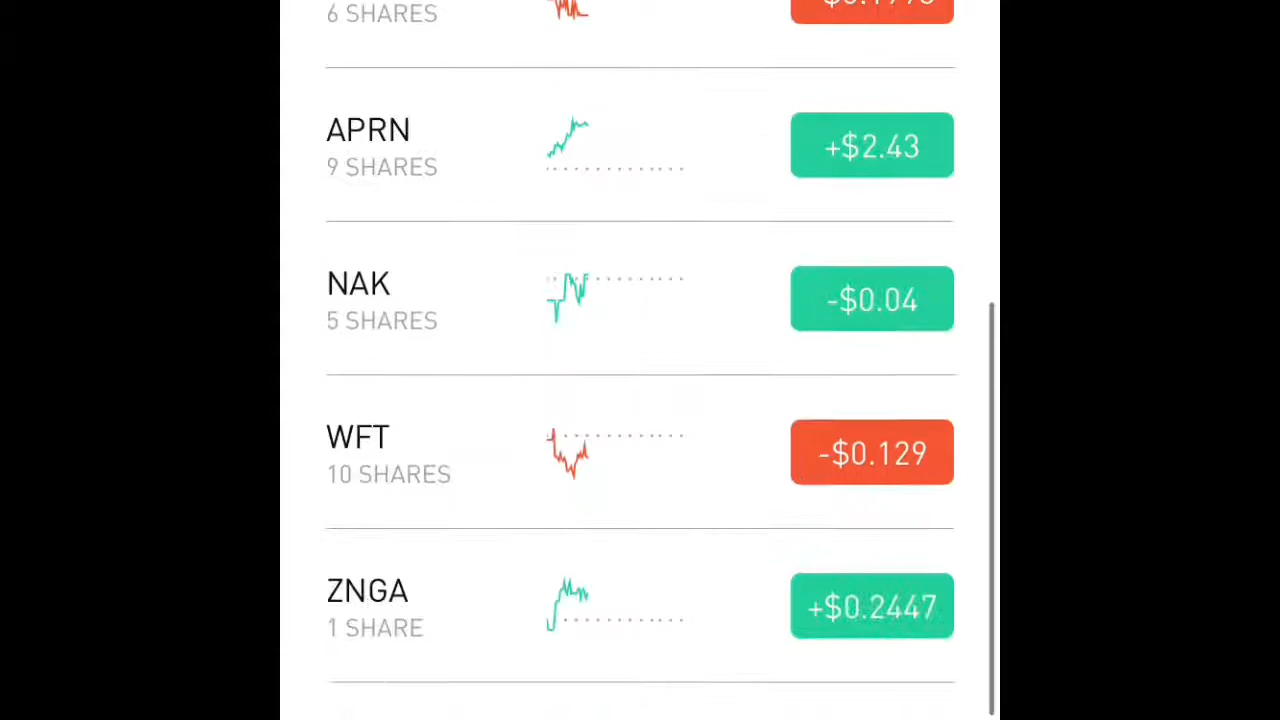 6 SHARES
APRN
9 SHARES
+$2.43
NAK
5 SHARES
-$0.04
WFT
10 SHARES
-$0.129
ZNGA
1 SHARE
+$0.2447